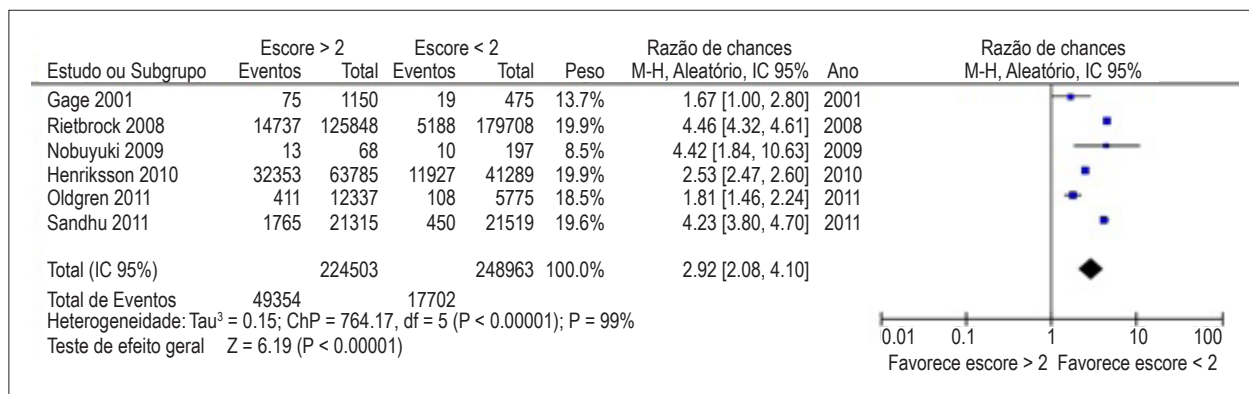 Escore > 2 Escore < 2 Razão de chances Razão de chances
Estudo ou Subgrupo Eventos Total Eventos Total Peso M-H, Aleatório, IC 95% Ano M-H, Aleatório, IC 95%
Gage 2001 75 1150 19 475 13.7% 1.67 [1.00, 2.80] 2001
Rietbrock 2008 14737 125848 5188 179708 19.9% 4.46 [4.32, 4.61] 2008
Nobuyuki 2009 13 68 10 197 8.5% 4.42 [1.84, 10.63] 2009
Henriksson 2010 32353 63785 11927 41289 19.9% 2.53 [2.47, 2.60] 2010
Oldgren 2011 411 12337 108 5775 18.5% 1.81 [1.46, 2.24] 2011
Sandhu 2011 1765 21315 450 21519 19.6% 4.23 [3.80, 4.70] 2011
Total (IC 95%) 224503 248963 100.0% 2.92 [2.08, 4.10]
Total de Eventos 49354 17702
Heterogeneidade: Tau³ = 0.15; ChP = 764.17, df = 5 (P < 0.00001); P = 99%
Teste de efeito geral Z = 6.19 (P < 0.00001)
0.01 0.1 1 10 100
Favorece escore > 2 Favorece escore < 2